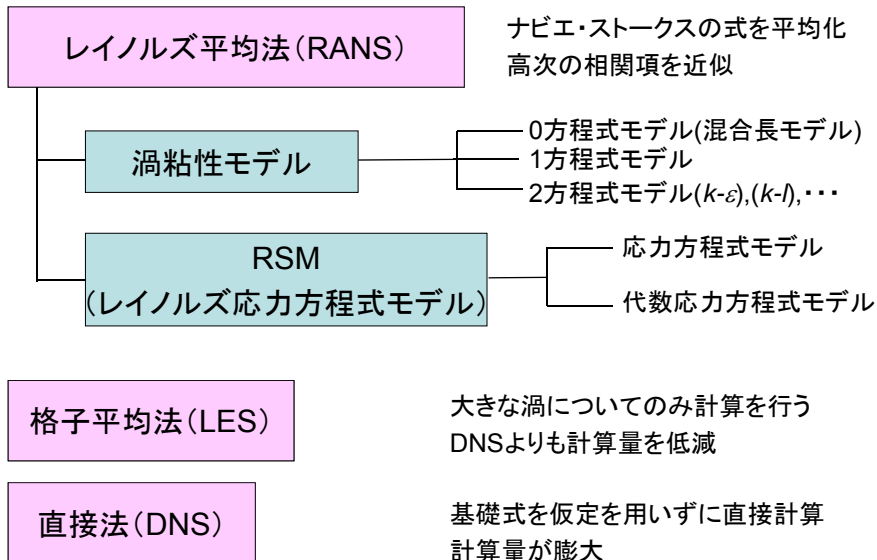 レイノルズ平均法（RANS）
ナビエ・ストークスの式を平均化
高次の相関項を近似
渦粘性モデル
0方程式モデル(混合長モデル)
1方程式モデル
2方程式モデル(k-ε),(k-l),・・・
RSM
（レイノルズ応力方程式モデル）
応力方程式モデル
代数応力方程式モデル
格子平均法（LES）
大きな渦についてのみ計算を行う
DNSよりも計算量を低減
直接法（DNS）
基礎式を仮定を用いずに直接計算
計算量が膨大